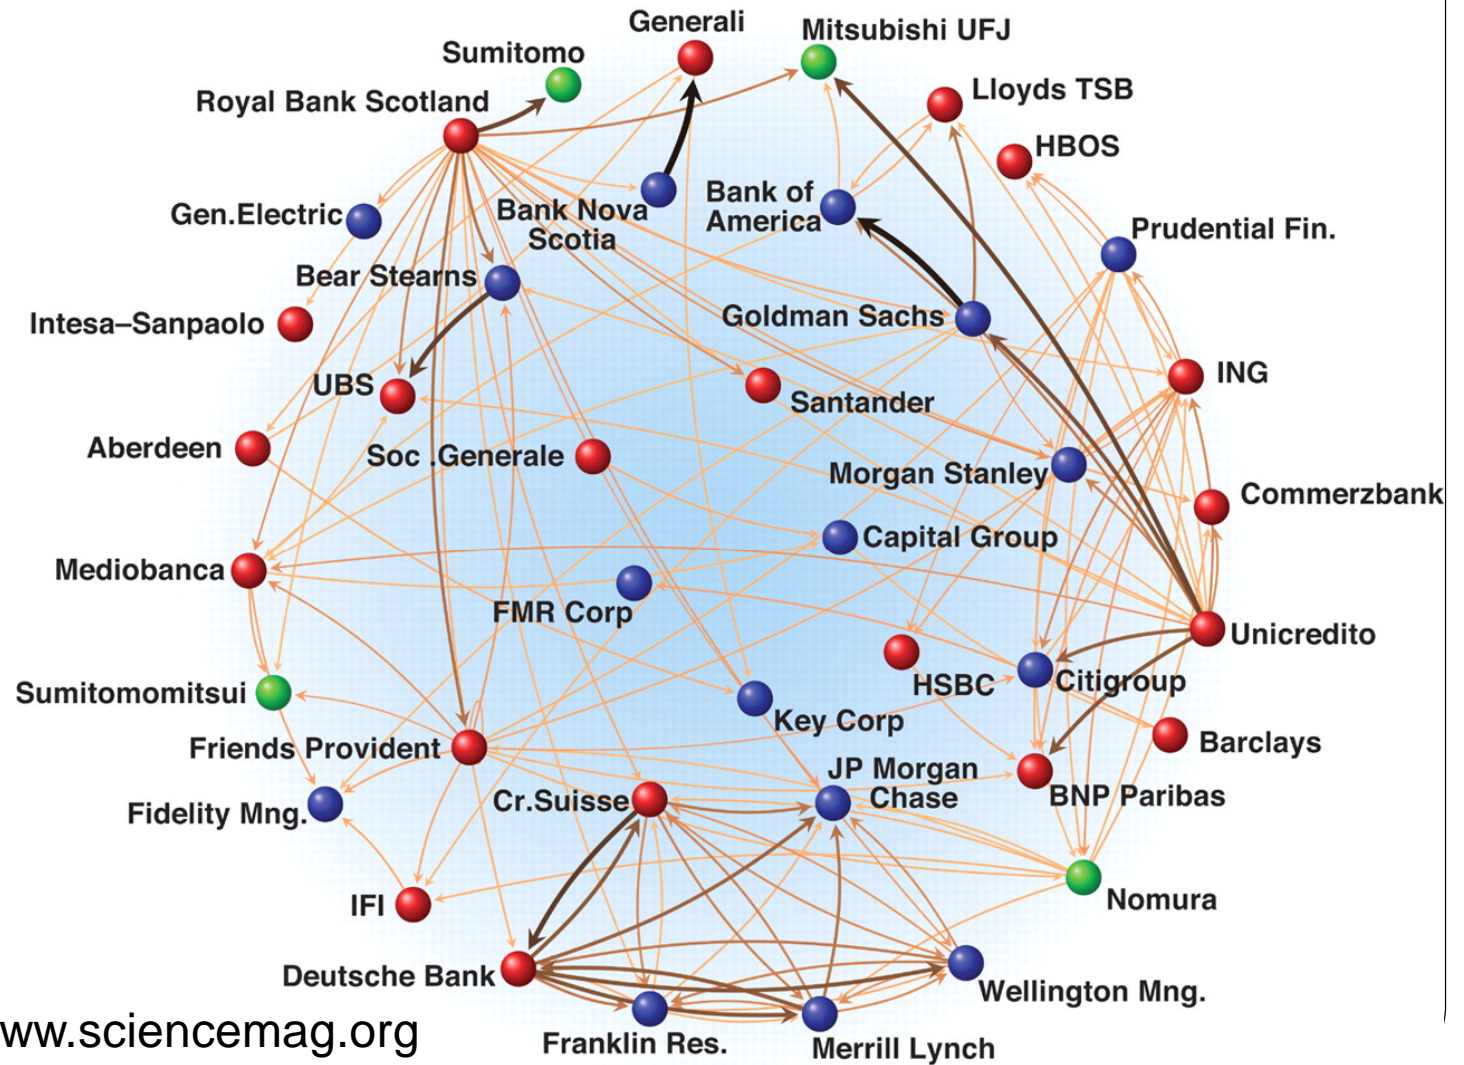 Generali
Mitsubishi UFJ
Sumitomo
Lloyds TSB
Royal Bank Scotland
HBOS
Bank of
America
Gen.Electric
Bank Nova
Scotia
Prudential Fin.
Bear Stearns
Goldman Sachs
Intesa–Sanpaolo
ING
UBS
Santander
Aberdeen
Soc .Generale
Morgan Stanley
Commerzbank
Capital Group
Mediobanca
FMR Corp
Unicredito
HSBC
Citigroup
Sumitomomitsui
Key Corp
Friends Provident
Barclays
JP Morgan
Chase
Cr.Suisse
BNP Paribas
Fidelity Mng.
IFI
Nomura
Deutsche Bank
Wellington Mng.
ww.sciencemag.org
Franklin Res.
Merrill Lynch